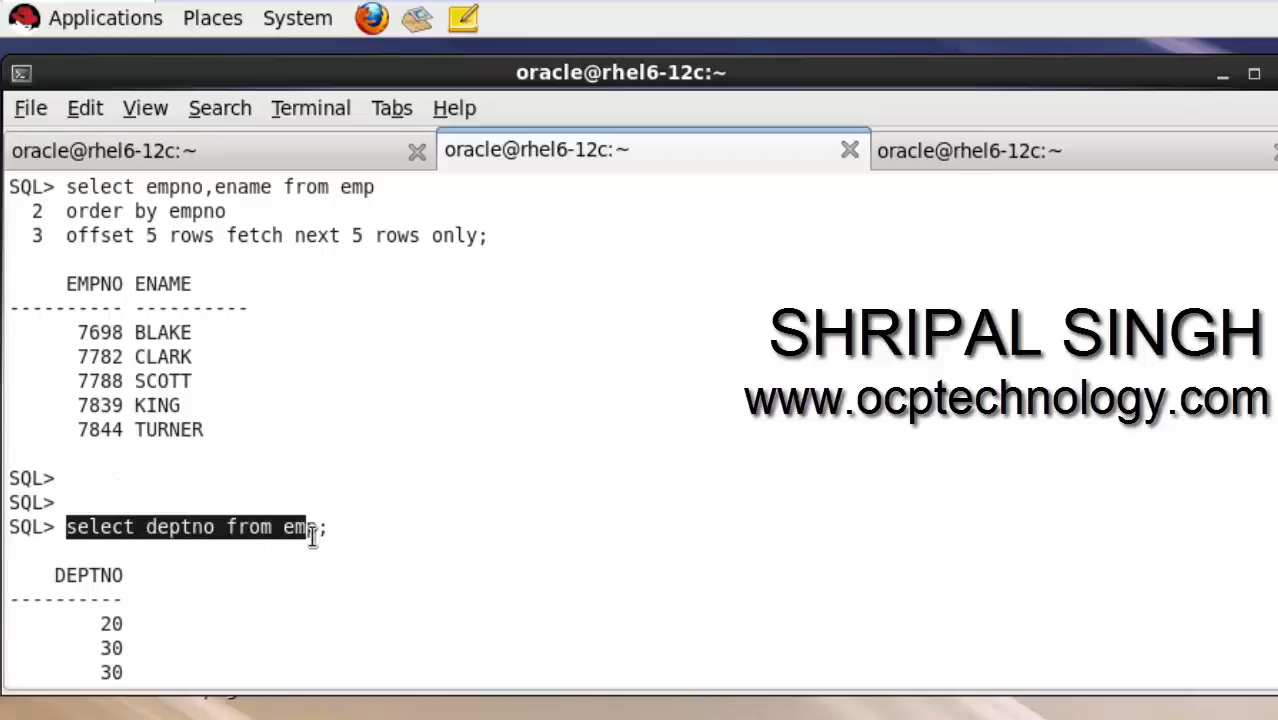 Applications Places System
oracle@rhel6-12c:~
File Edit View Search Terminal Tabs Help
oracle@rhel6-12c:~ oracle@rhel6-12c:~ oracle@rhel6-12c:~
SQL> select empno,ename from emp
2 order by empno
3 offset 5 rows fetch next 5 rows only;
EMPNO ENAME
---------- ----------
7698 BLAKE
7782 CLARK
7788 SCOTT
7839 KING
7844 TURNER
SQL>
SQL>
SQL> select deptno from emp;
DEPTNO
----------
20
30
30
SHRIPAL SINGH
www.ocptechnology.com